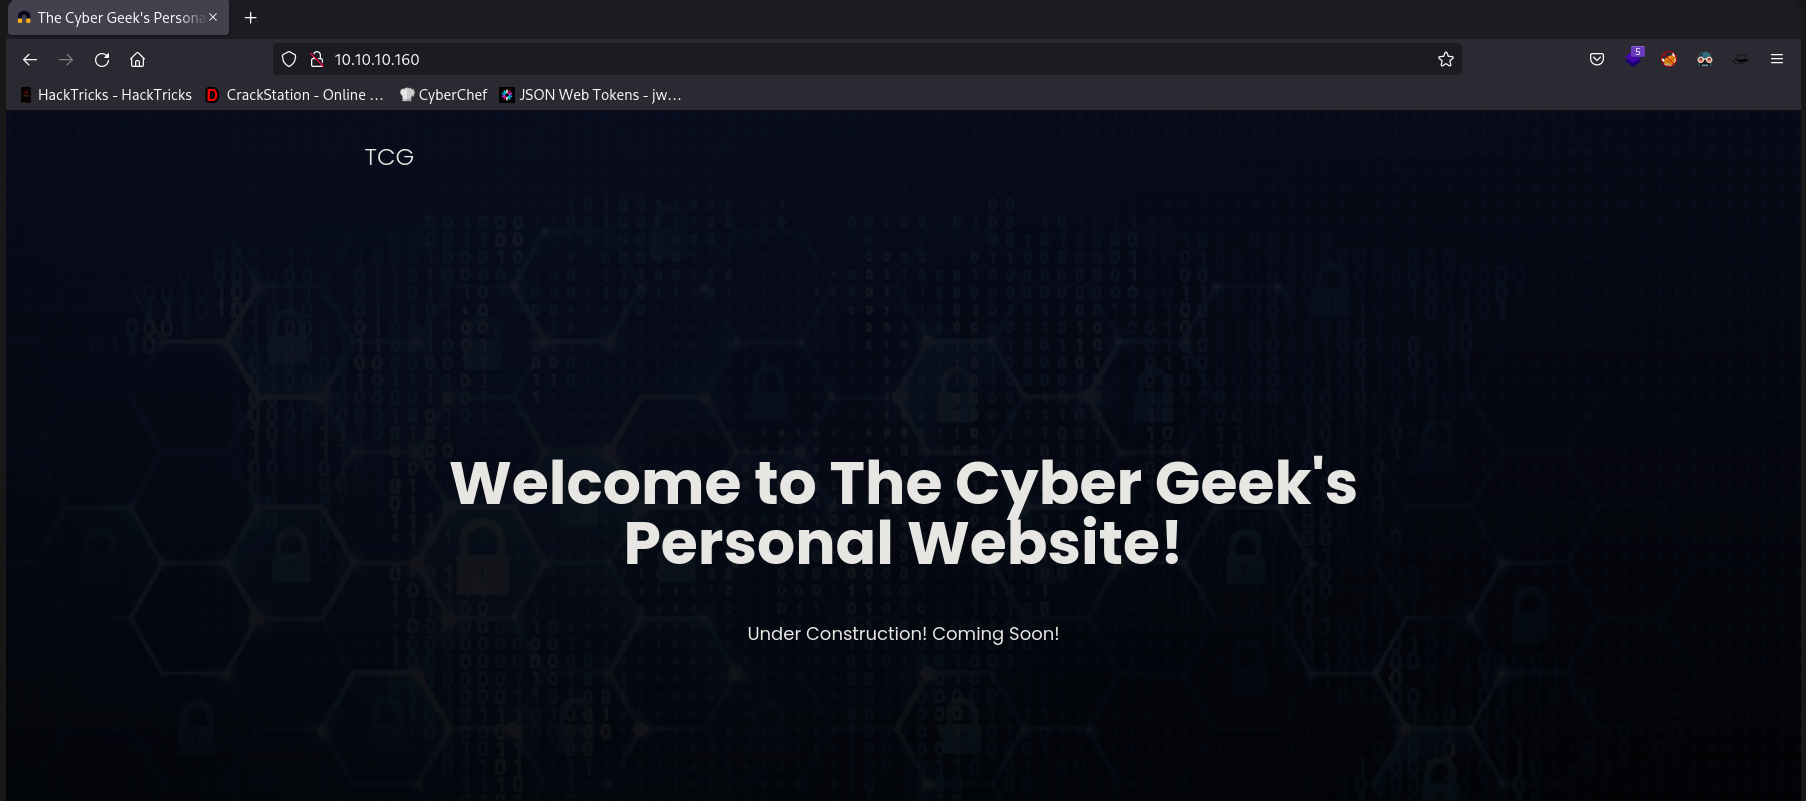 The Cyber Geek's Persona
10.10.10.160
5
HackTricks - HackTricks
CrackStation - Online ...
CyberChef
JSON Web Tokens - jw...
TCG
Welcome to The Cyber Geek's
Personal Website!
Under Construction! Coming Soon!